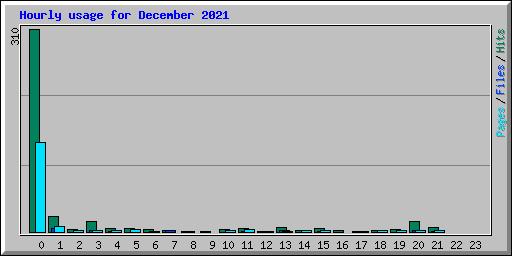 Hourly usage for December 2021
310
Pages/Files/Hits
0 1 2 3 4 5 6 7 8 9 10 11 12 13 14 15 16 17 18 19 20 21 22 23